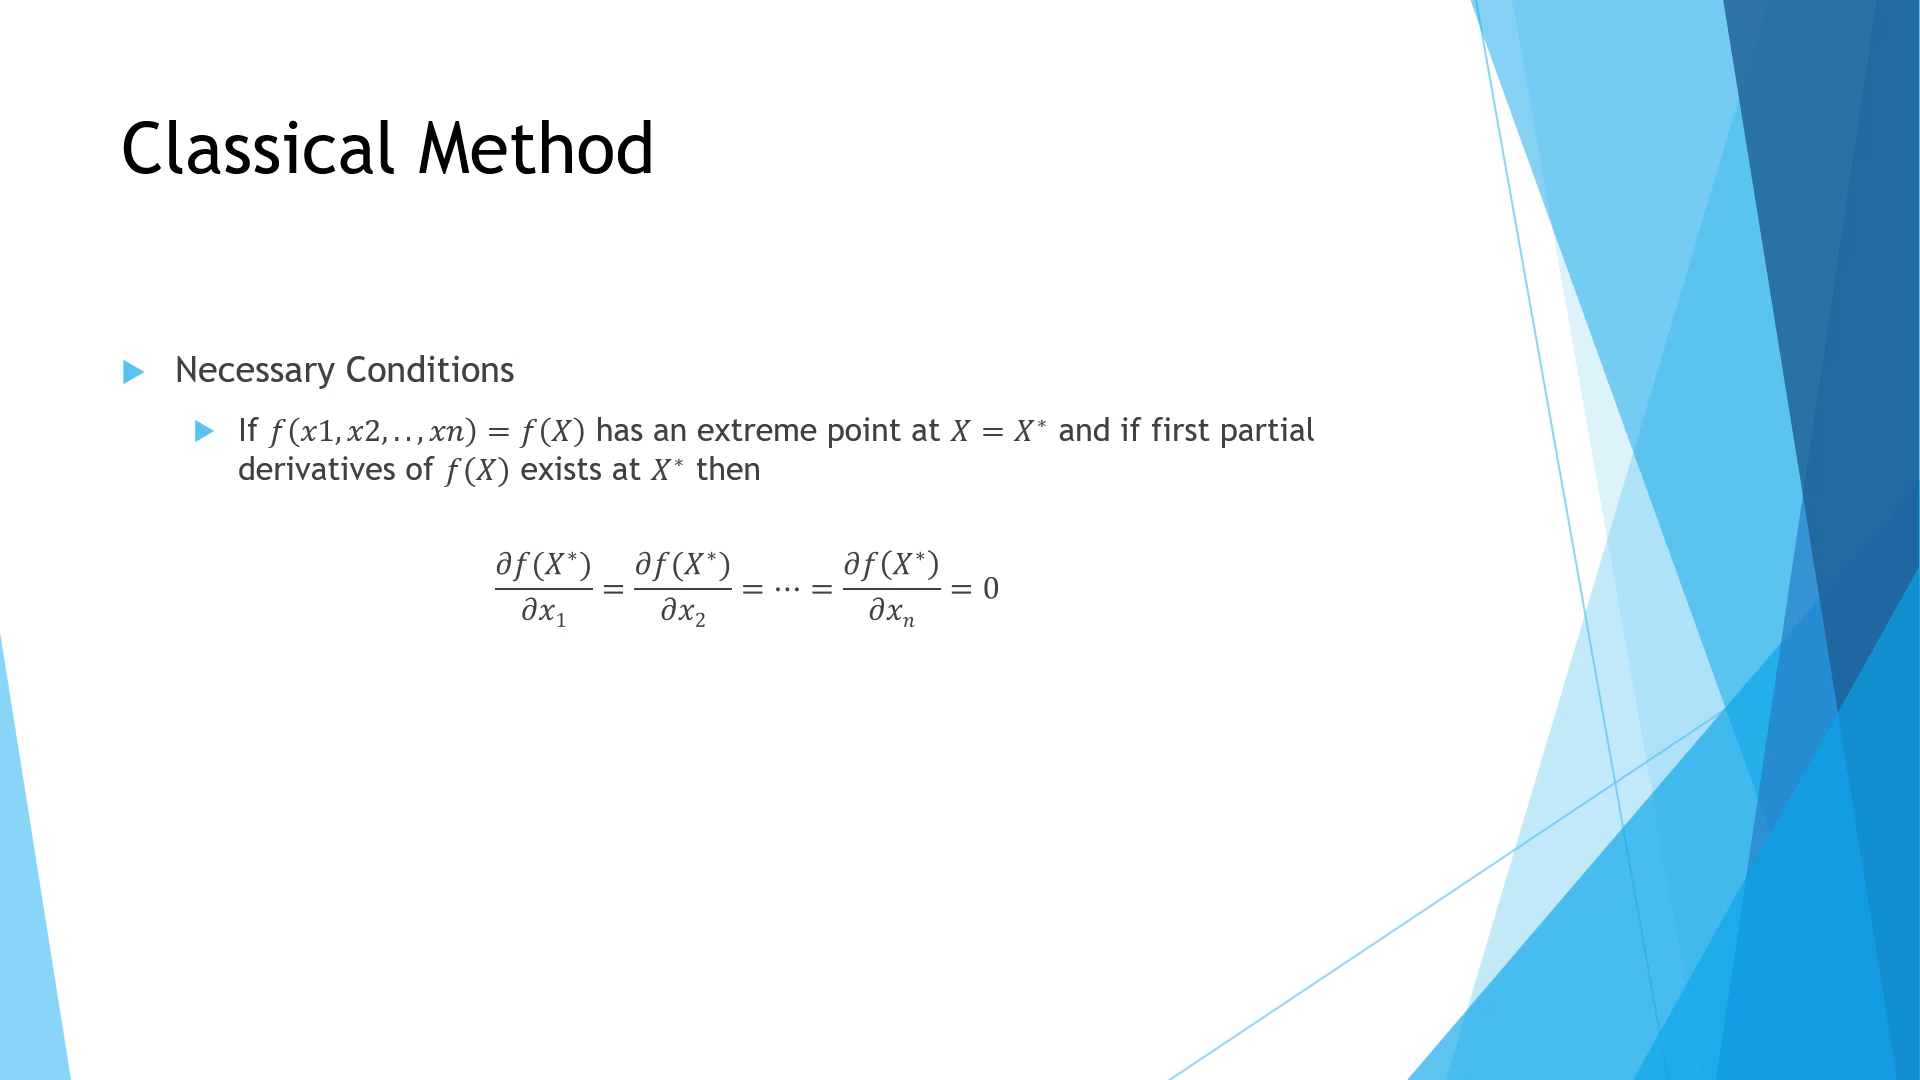 Classical Method
Necessary Conditions
If 𝑓(𝑥1, 𝑥2, . . , 𝑥𝑛) = 𝑓(𝑋) has an extreme point at 𝑋 = 𝑋* and if first partial
derivatives of 𝑓(𝑋) exists at 𝑋* then
∂𝑓(𝑋*)/∂𝑥₁ = ∂𝑓(𝑋*)/∂𝑥₂ = ⋯ = ∂𝑓(𝑋*)/∂𝑥ₙ = 0